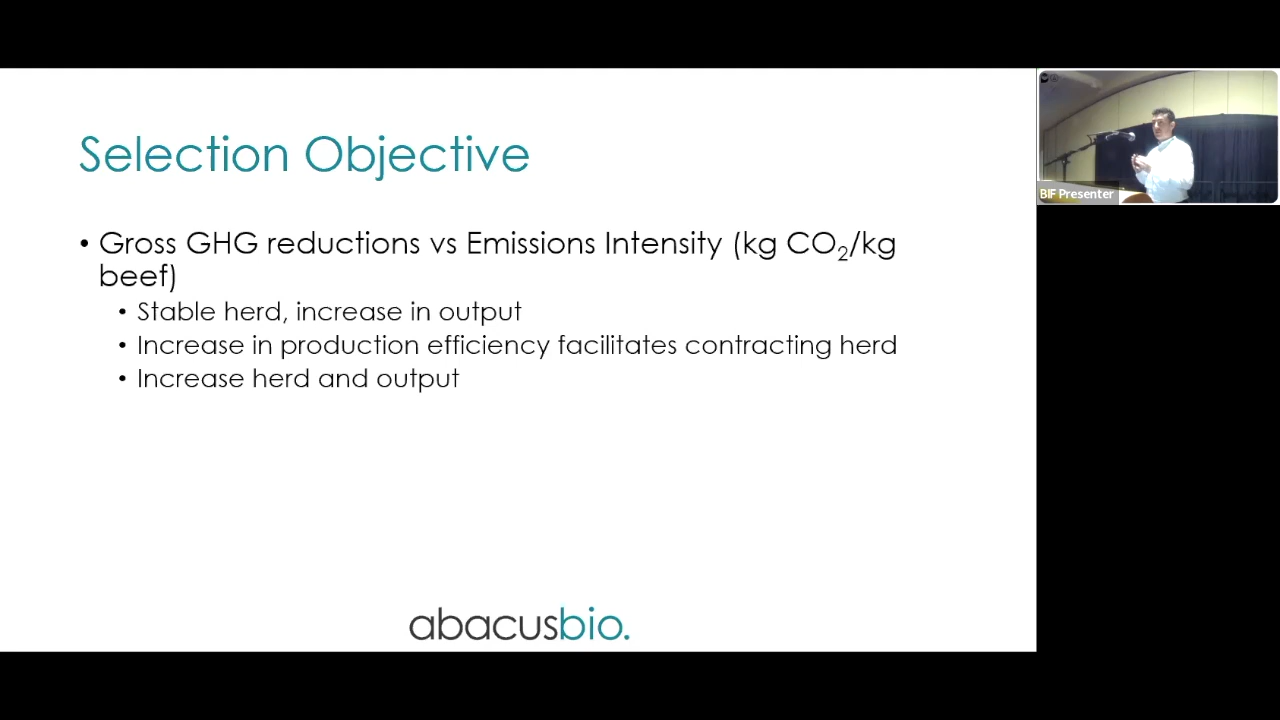 Selection Objective
• Gross GHG reductions vs Emissions Intensity (kg CO₂/kg
beef)
• Stable herd, increase in output
• Increase in production efficiency facilitates contracting herd
• Increase herd and output
abacusbio.
BIF Presenter